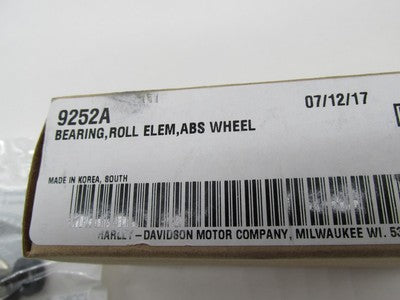 9252A 07/12/17
BEARING,ROLL ELEM,ABS WHEEL
MADE IN KOREA, SOUTH
HARLEY-DAVIDSON MOTOR COMPANY, MILWAUKEE WI. 53